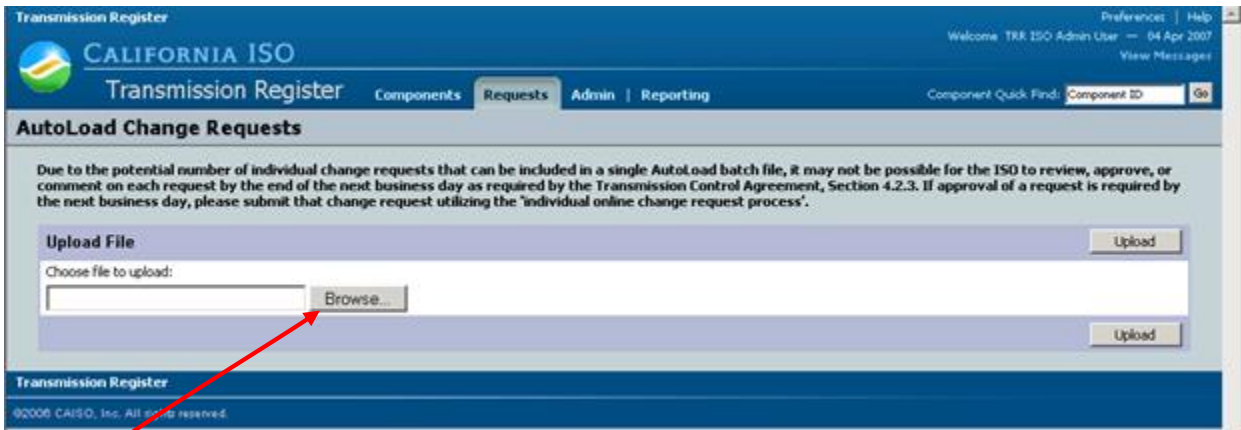 Transmission Register
Preferences | Help
Welcome TRR ISO Admin User — 04 Apr 2007
View Messages
CALIFORNIA ISO
Transmission Register
Components Requests Admin | Reporting
Component Quick Find: Component ID Go
AutoLoad Change Requests
Due to the potential number of individual change requests that can be included in a single AutoLoad batch file, it may not be possible for the ISO to review, approve, or
comment on each request by the end of the next business day as required by the Transmission Control Agreement, Section 4.2.3. If approval of a request is required by
the next business day, please submit that change request utilizing the 'individual online change request process'.
Upload File
Upload
Choose file to upload:
Browse...
Upload
Transmission Register
©2006 CAISO, Inc. All rights reserved.